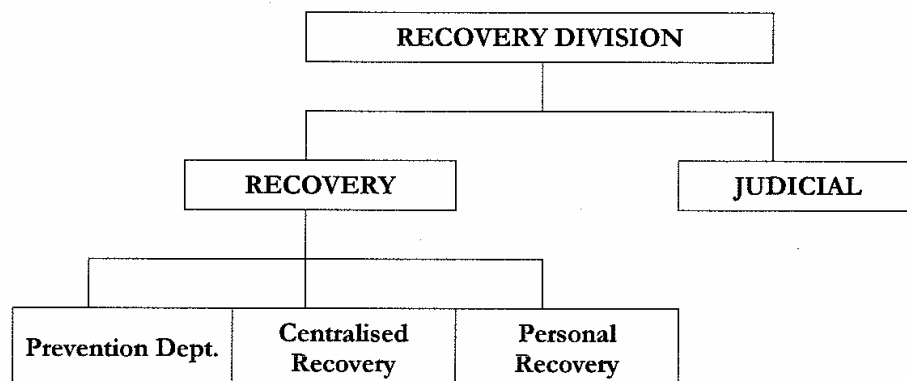 RECOVERY DIVISION
RECOVERY
JUDICIAL
Prevention Dept.
Centralised
Recovery
Personal
Recovery